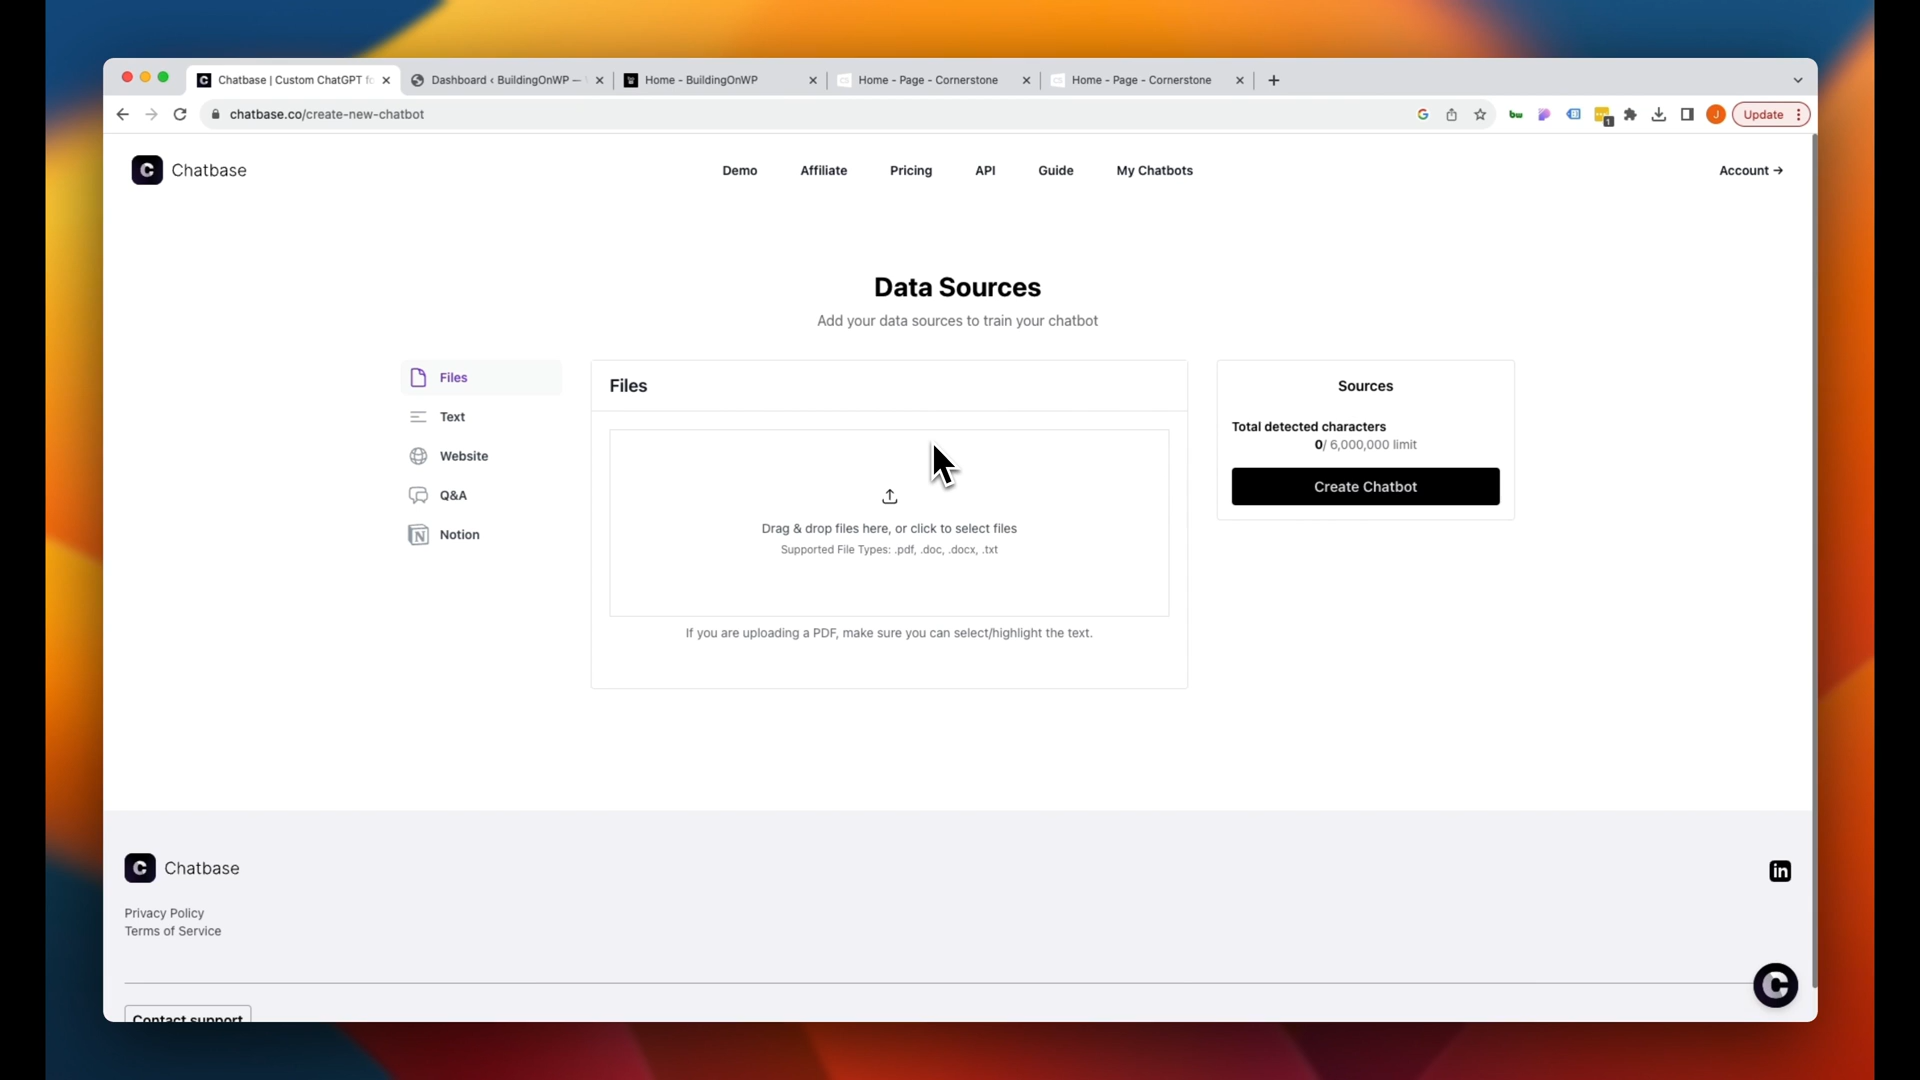 Chatbase | Custom ChatGPT fo
Dashboard ‹ BuildingOnWP —
Home - BuildingOnWP
Home - Page - Cornerstone
Home - Page - Cornerstone
chatbase.co/create-new-chatbot
bw
1
J
Update
C Chatbase
Demo
Affiliate
Pricing
API
Guide
My Chatbots
Account →
Data Sources
Add your data sources to train your chatbot
Files
Text
Website
Q&A
Notion
Files
Drag & drop files here, or click to select files
Supported File Types: .pdf, .doc, .docx, .txt
If you are uploading a PDF, make sure you can select/highlight the text.
Sources
Total detected characters
0/ 6,000,000 limit
Create Chatbot
C Chatbase
in
Privacy Policy
Terms of Service
C
Contact support